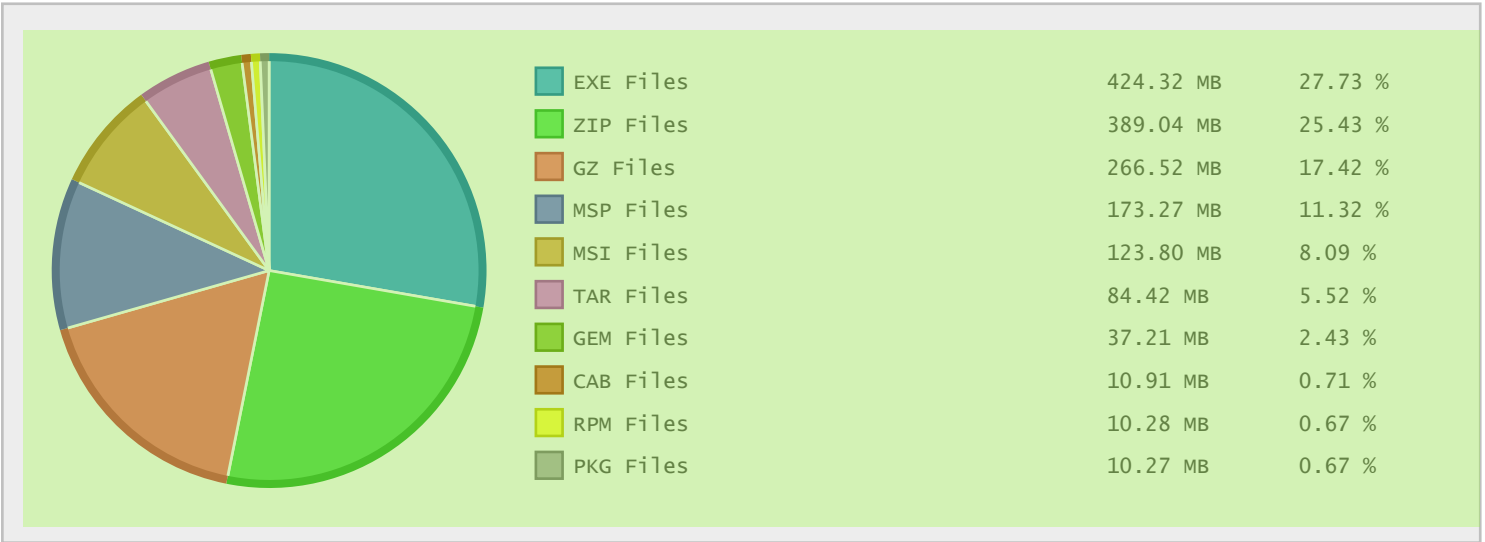 EXE Files 424.32 MB 27.73 %
ZIP Files 389.04 MB 25.43 %
GZ Files 266.52 MB 17.42 %
MSP Files 173.27 MB 11.32 %
MSI Files 123.80 MB 8.09 %
TAR Files 84.42 MB 5.52 %
GEM Files 37.21 MB 2.43 %
CAB Files 10.91 MB 0.71 %
RPM Files 10.28 MB 0.67 %
PKG Files 10.27 MB 0.67 %